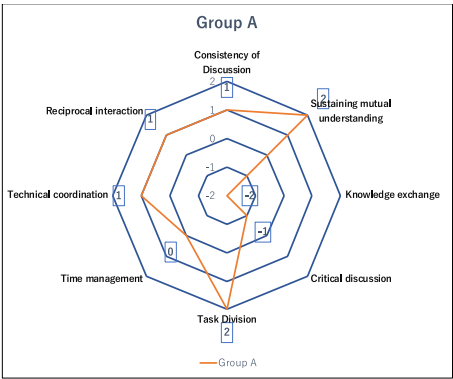 Group A
Consistency of
Discussion
2
1
1
0
-1
-2
2
Sustaining mutual
understanding
Reciprocal interaction
1
Technical coordination
1
-2
Knowledge exchange
-1
0
Time management
Critical discussion
Task Division
2
Group A